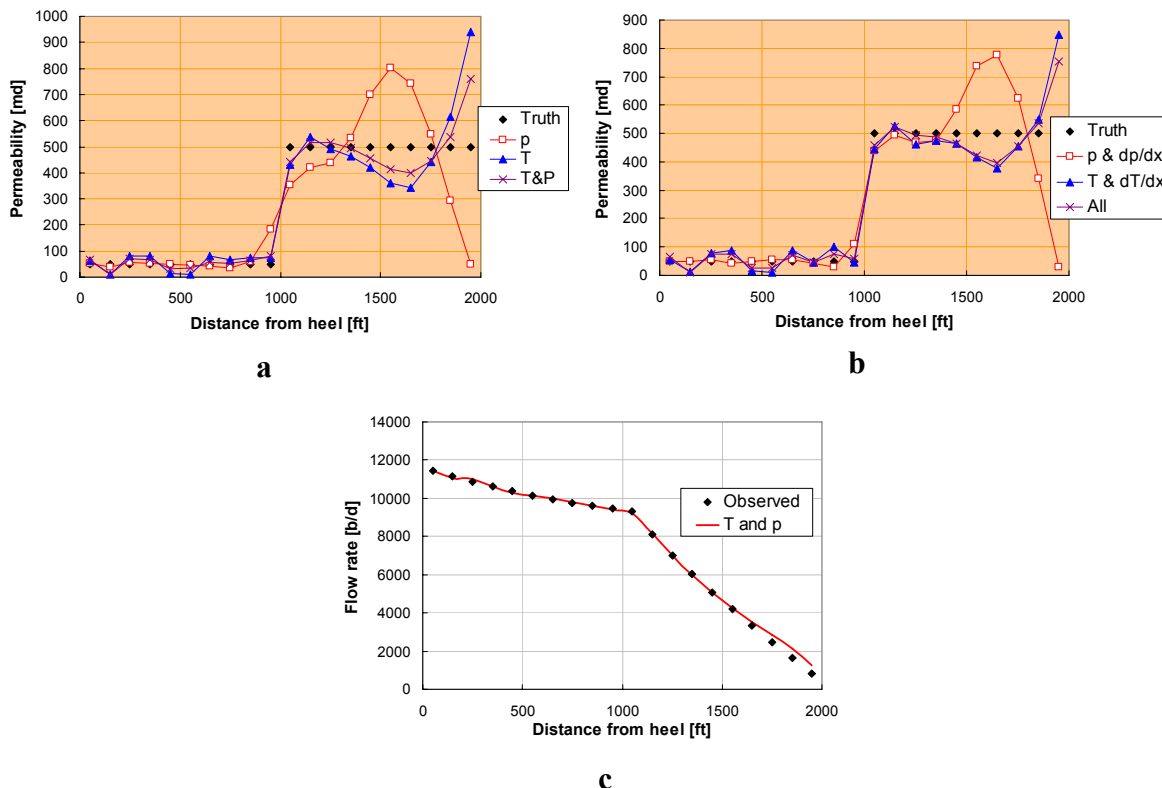 1000
900
800
700
600
500
400
300
200
100
0
Permeability [md]
0 500 1000 1500 2000
Distance from heel [ft]
Truth
p
T
T&P
a
900
800
700
600
500
400
300
200
100
0
Permeability [md]
0 500 1000 1500 2000
Distance from heel [ft]
Truth
p & dp/dx
T & dT/dx
All
b
14000
12000
10000
8000
6000
4000
2000
0
Flow rate [b/d]
0 500 1000 1500 2000
Distance from heel [ft]
Observed
T and p
c